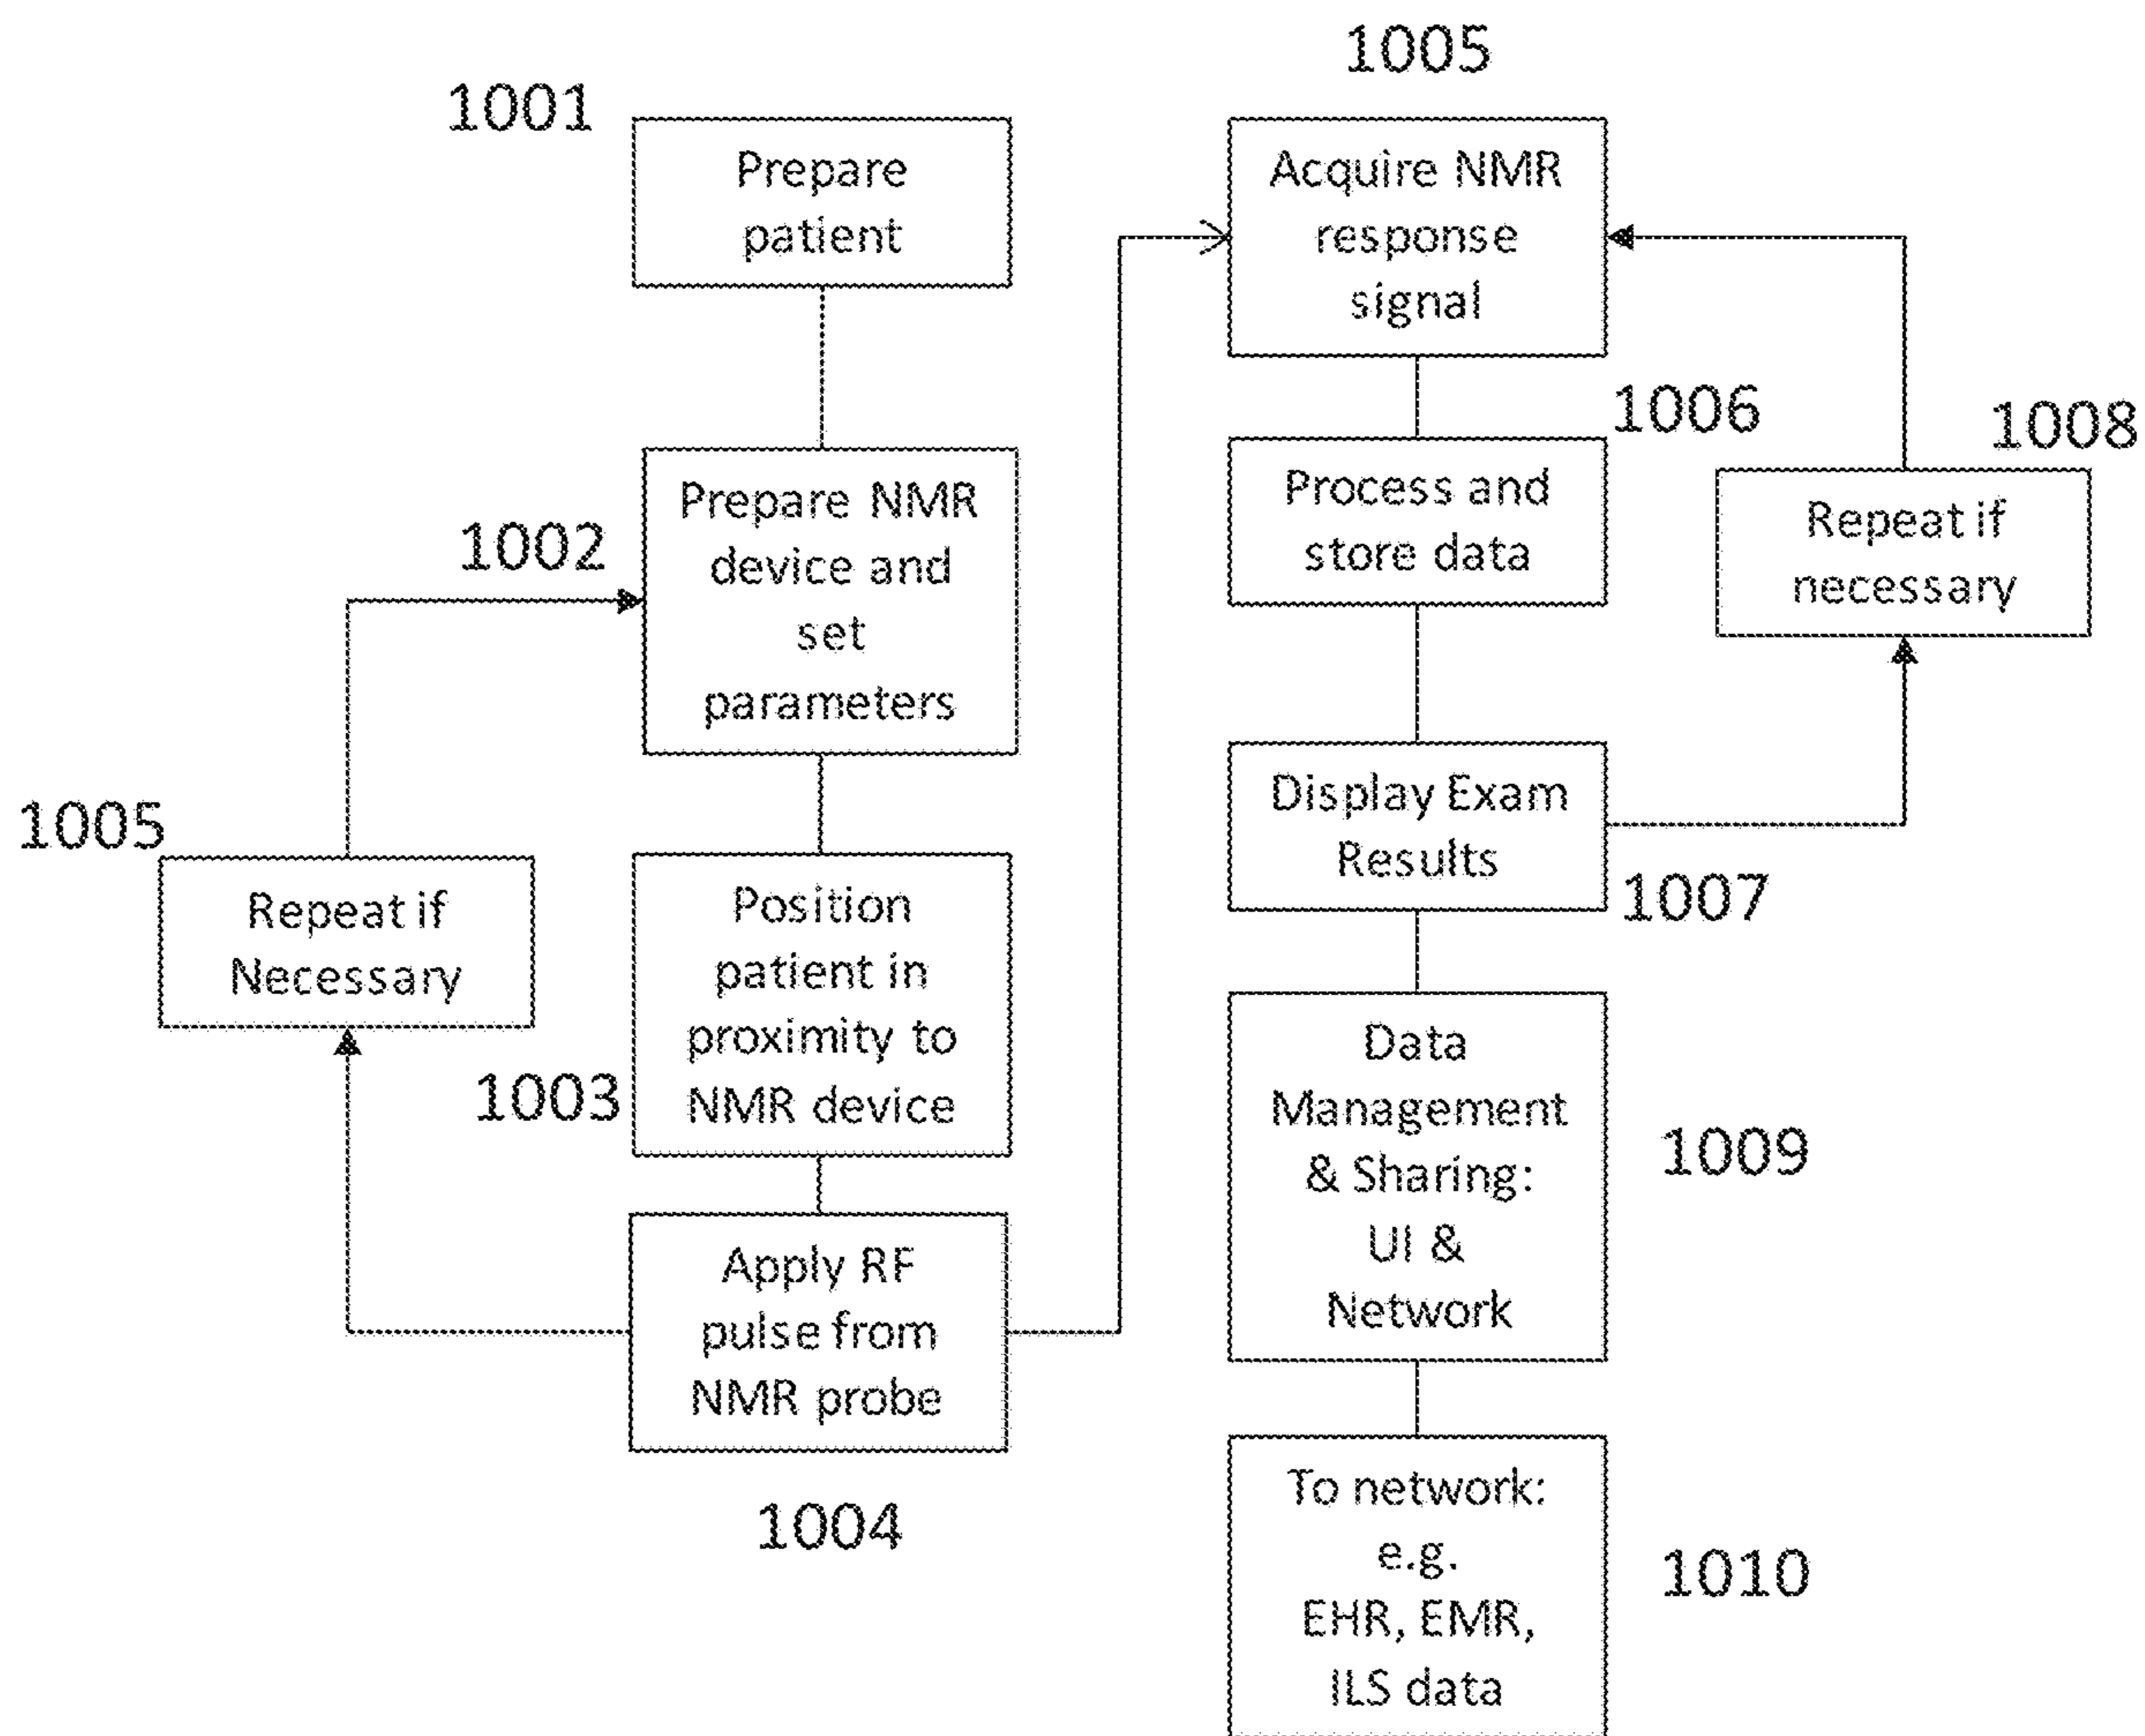 1001
Prepare
patient
1002
Prepare NMR
device and
set
parameters
1005
Repeat if
Necessary
1003
Position
patient in
proximity to
NMR device
Apply RF
pulse from
NMR probe
1004
1005
Acquire NMR
response
signal
1006
Process and
store data
1008
Repeat if
necessary
Display Exam
Results
1007
Data
Management
& Sharing:
UI &
Network
1009
To network:
e.g.
EHR, EMR,
ILS data
1010